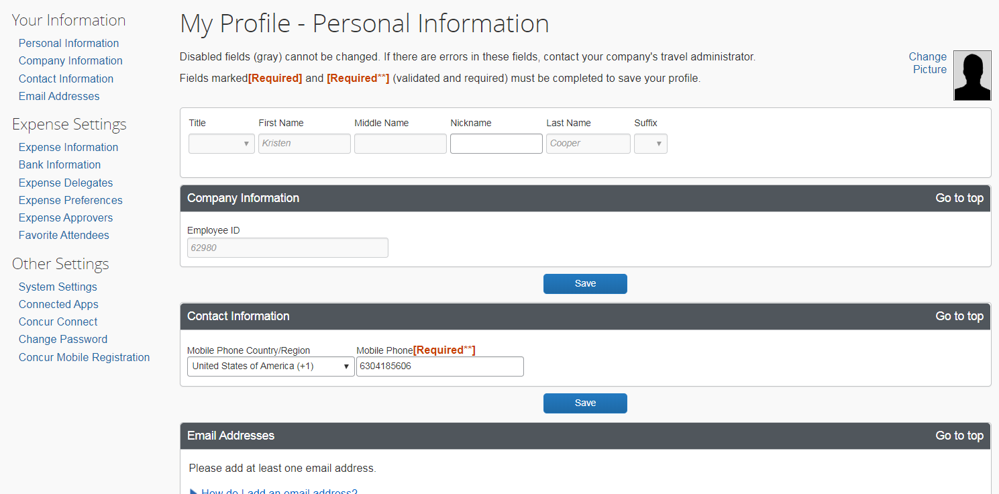 Your Information
Personal Information
Company Information
Contact Information
Email Addresses
Expense Settings
Expense Information
Bank Information
Expense Delegates
Expense Preferences
Expense Approvers
Favorite Attendees
Other Settings
System Settings
Connected Apps
Concur Connect
Change Password
Concur Mobile Registration
My Profile - Personal Information
Disabled fields (gray) cannot be changed. If there are errors in these fields, contact your company's travel administrator.
Fields marked[Required] and [Required**] (validated and required) must be completed to save your profile.
Change
Picture
Title First Name Middle Name Nickname Last Name Suffix
Kristen Cooper
Company Information Go to top
Employee ID
62980
Save
Contact Information Go to top
Mobile Phone Country/Region Mobile Phone[Required**]
United States of America (+1) 6304185606
Save
Email Addresses Go to top
Please add at least one email address.
How do I add an email address?